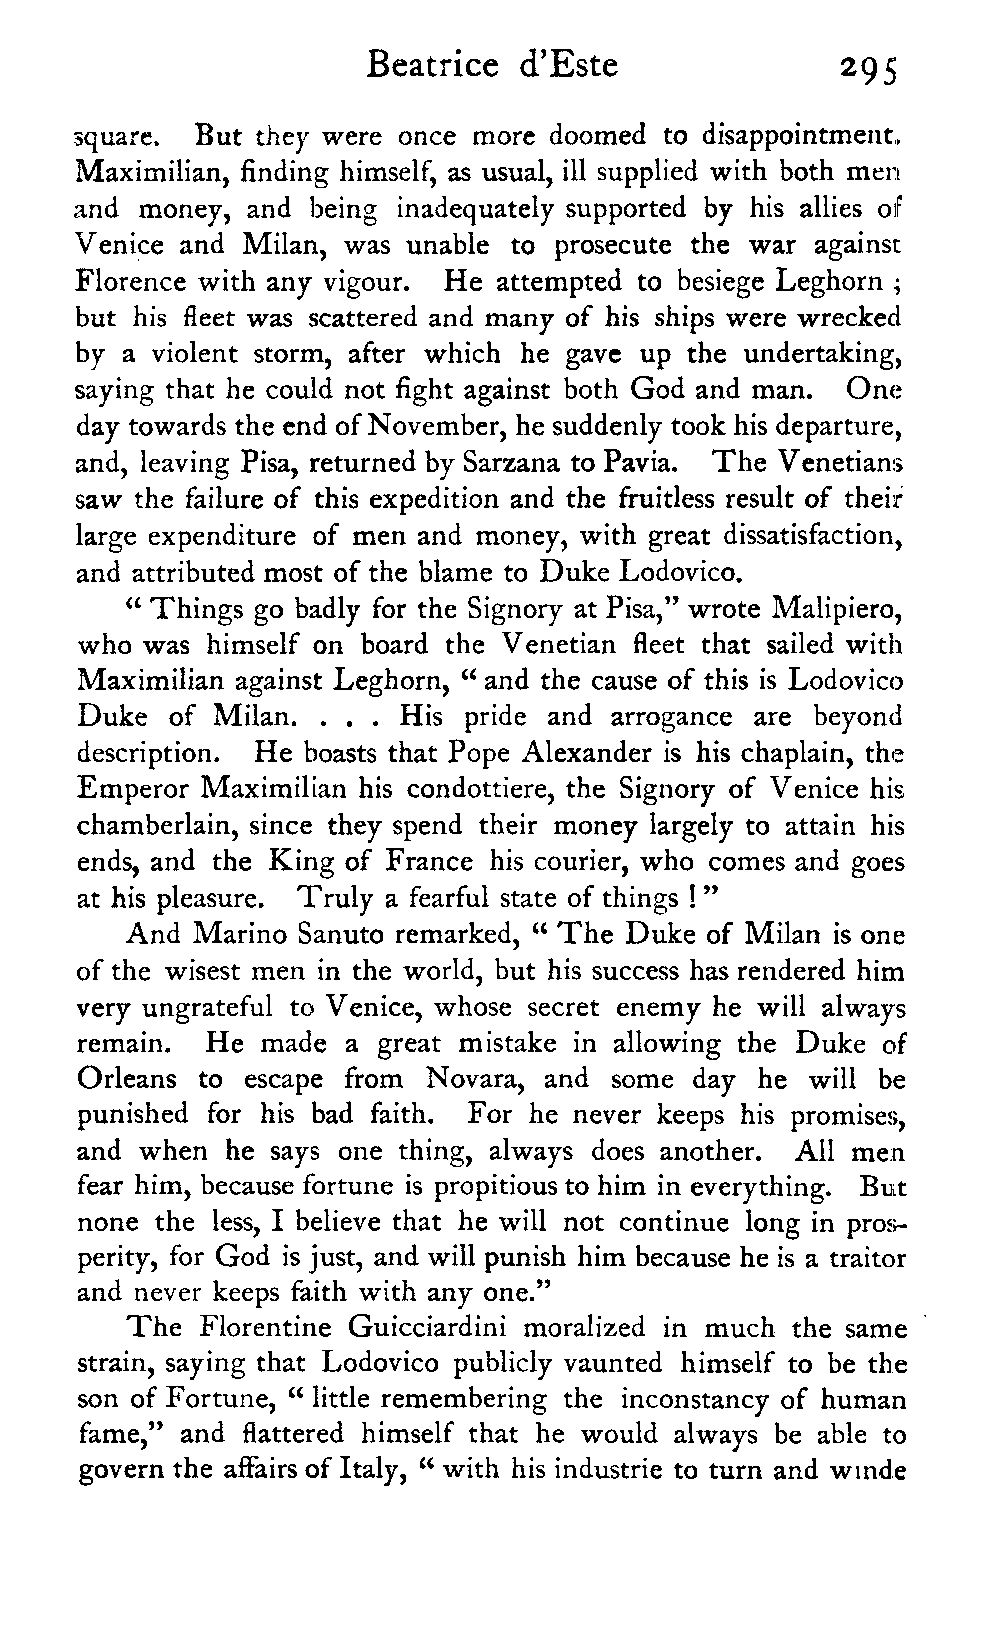 Beatrice d'Este 295
square. But they were once more doomed to disappointment.
Maximilian, finding himself, as usual, ill supplied with both men
and money, and being inadequately supported by his allies of
Venice and Milan, was unable to prosecute the war against
Florence with any vigour. He attempted to besiege Leghorn ;
but his fleet was scattered and many of his ships were wrecked
by a violent storm, after which he gave up the undertaking,
saying that he could not fight against both God and man. One
day towards the end of November, he suddenly took his departure,
and, leaving Pisa, returned by Sarzana to Pavia. The Venetians
saw the failure of this expedition and the fruitless result of their
large expenditure of men and money, with great dissatisfaction,
and attributed most of the blame to Duke Lodovico.
“ Things go badly for the Signory at Pisa,” wrote Malipiero,
who was himself on board the Venetian fleet that sailed with
Maximilian against Leghorn, “ and the cause of this is Lodovico
Duke of Milan. . . . His pride and arrogance are beyond
description. He boasts that Pope Alexander is his chaplain, the
Emperor Maximilian his condottiere, the Signory of Venice his
chamberlain, since they spend their money largely to attain his
ends, and the King of France his courier, who comes and goes
at his pleasure. Truly a fearful state of things ! ”
And Marino Sanuto remarked, “ The Duke of Milan is one
of the wisest men in the world, but his success has rendered him
very ungrateful to Venice, whose secret enemy he will always
remain. He made a great mistake in allowing the Duke of
Orleans to escape from Novara, and some day he will be
punished for his bad faith. For he never keeps his promises,
and when he says one thing, always does another. All men
fear him, because fortune is propitious to him in everything. But
none the less, I believe that he will not continue long in pros-
perity, for God is just, and will punish him because he is a traitor
and never keeps faith with any one.”
The Florentine Guicciardini moralized in much the same
strain, saying that Lodovico publicly vaunted himself to be the
son of Fortune, “ little remembering the inconstancy of human
fame,” and flattered himself that he would always be able to
govern the affairs of Italy, “ with his industrie to turn and winde